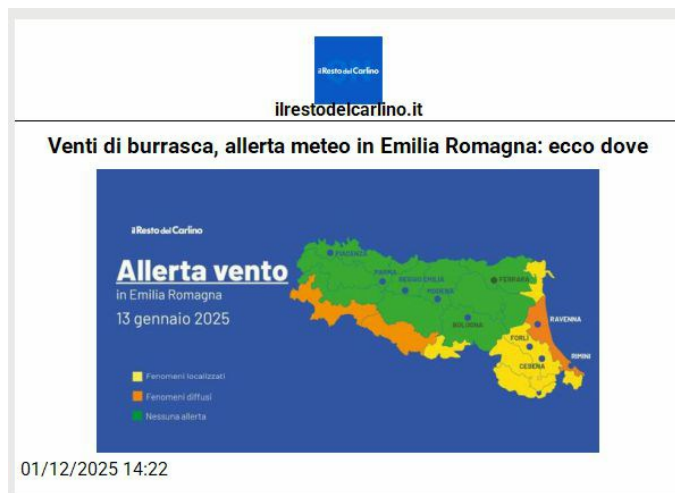 il Resto del Carlino
ilrestodelcarlino.it
Venti di burrasca, allerta meteo in Emilia Romagna: ecco dove
il Resto del Carlino
Allerta vento
in Emilia Romagna
13 gennaio 2025
PIACENZA
PARMA
REGGIO EMILIA
MODENA
FERRARA
BOLOGNA
RAVENNA
FORLÌ
CESENA
RIMINI
Fenomeni localizzati
Fenomeni diffusi
Nessuna allerta
01/12/2025 14:22